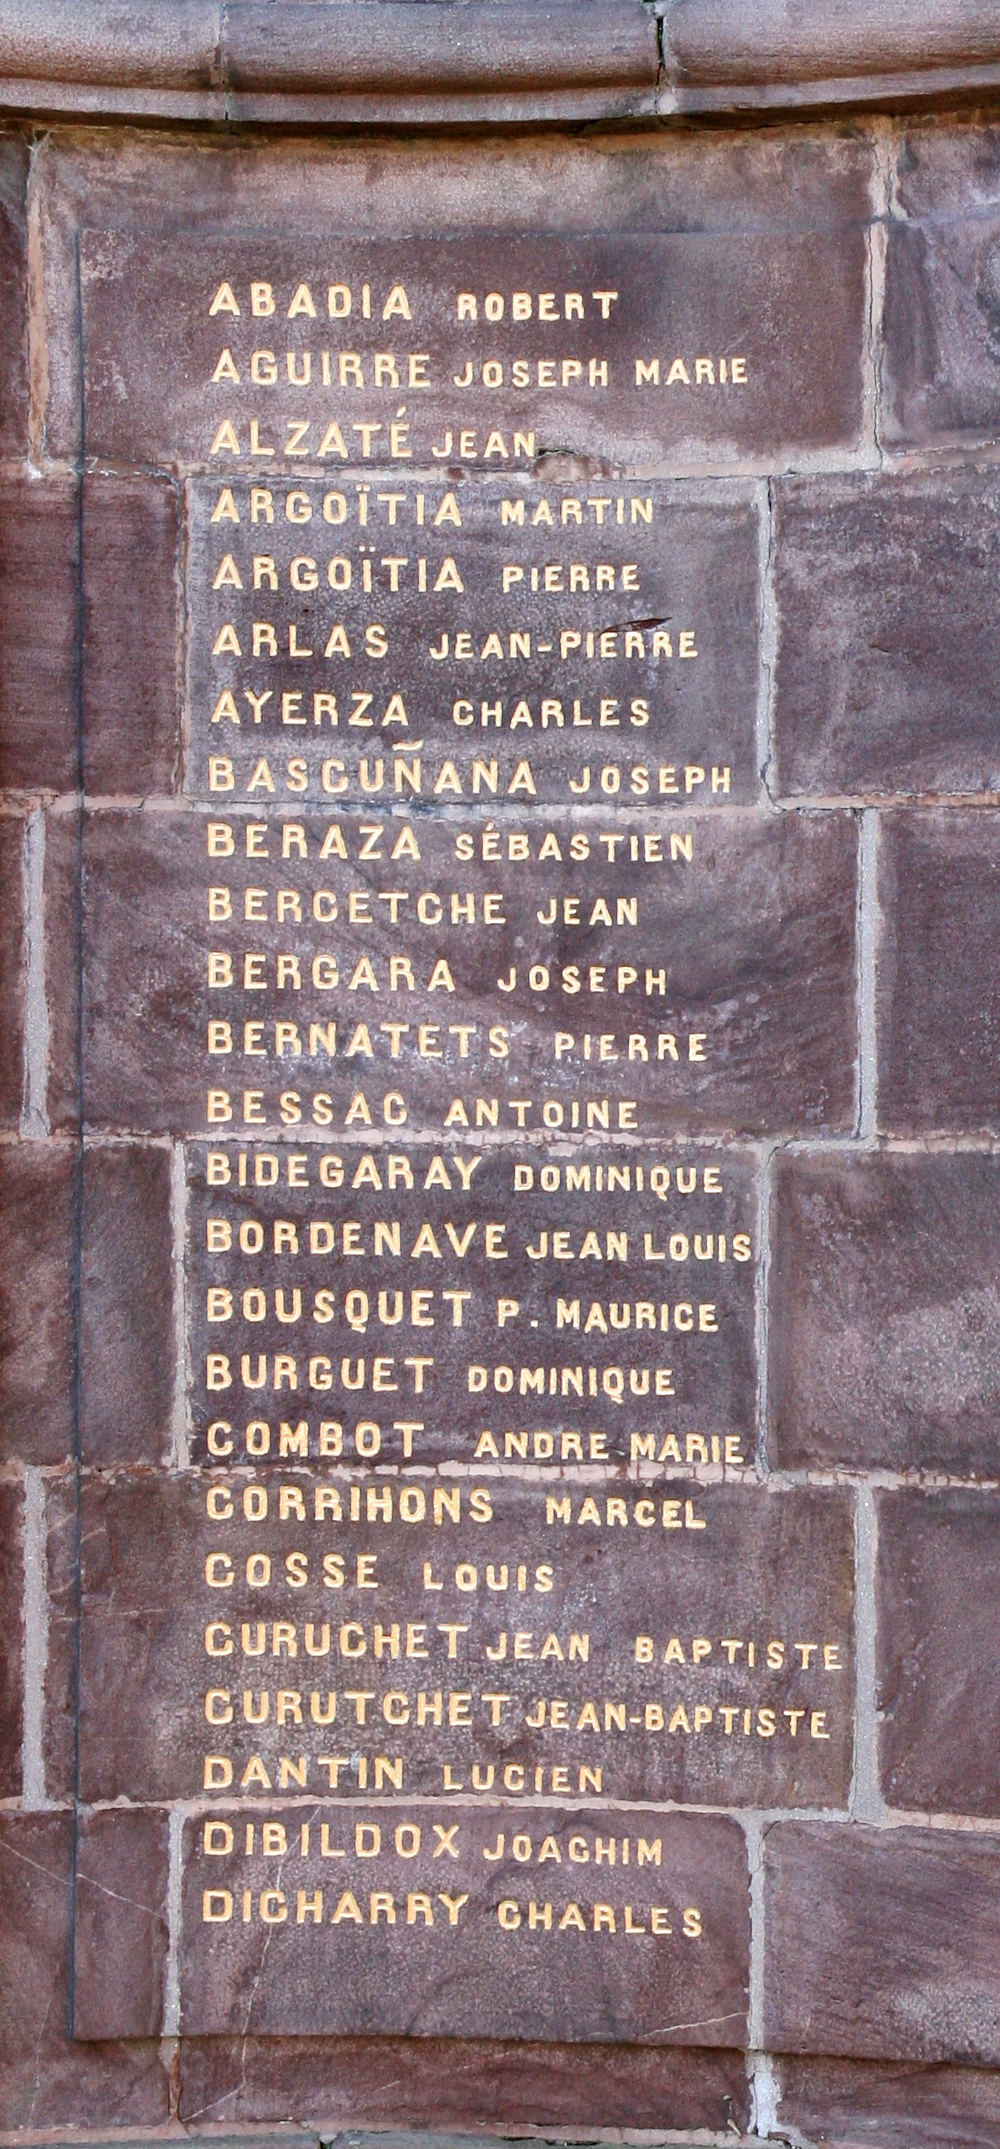 ABADIA ROBERT
AGUIRRE JOSEPH MARIE
ALZATÉ JEAN
ARGOÏTIA MARTIN
ARGOÏTIA PIERRE
ARLAS JEAN-PIERRE
AYERZA CHARLES
BASCUÑANA JOSEPH
BERAZA SÉBASTIEN
BERCETCHE JEAN
BERGARA JOSEPH
BERNATETS PIERRE
BESSAC ANTOINE
BIDEGARAY DOMINIQUE
BORDENAVE JEAN LOUIS
BOUSQUET P. MAURICE
BURGUET DOMINIQUE
COMBOT ANDRE MARIE
CORRIHONS MARCEL
COSSE LOUIS
CURUCHET JEAN BAPTISTE
CURUTCHET JEAN-BAPTISTE
DANTIN LUCIEN
DIBILDOX JOACHIM
DICHARRY CHARLES